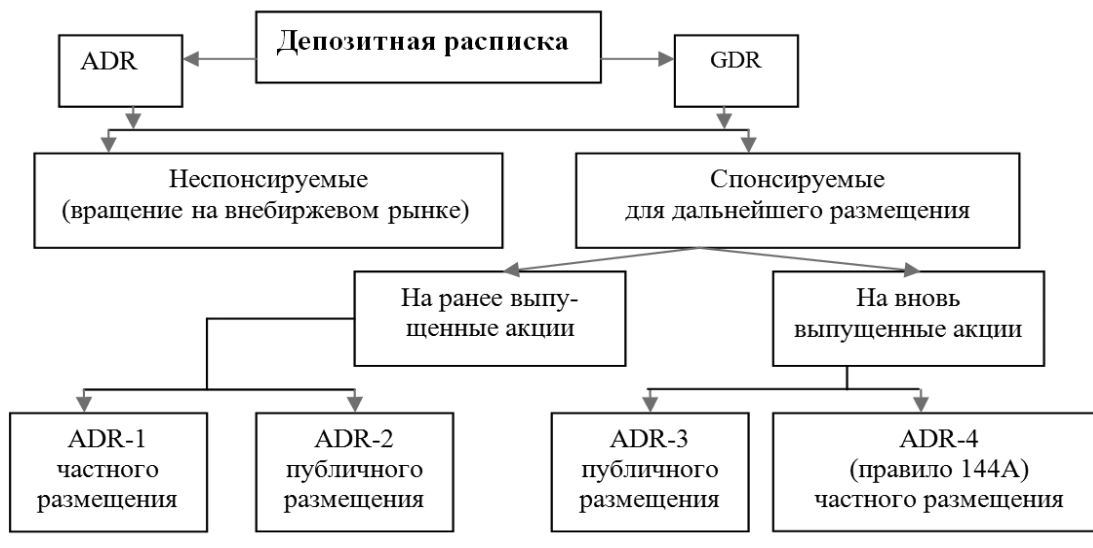 Депозитная расписка
ADR
GDR
Неспонсируемые
(вращение на внебиржевом рынке)
Спонсируемые
для дальнейшего размещения
На ранее выпу-
щенные акции
На вновь
выпущенные акции
ADR-1
частного
размещения
ADR-2
публичного
размещения
ADR-3
публичного
размещения
ADR-4
(правило 144А)
частного размещения